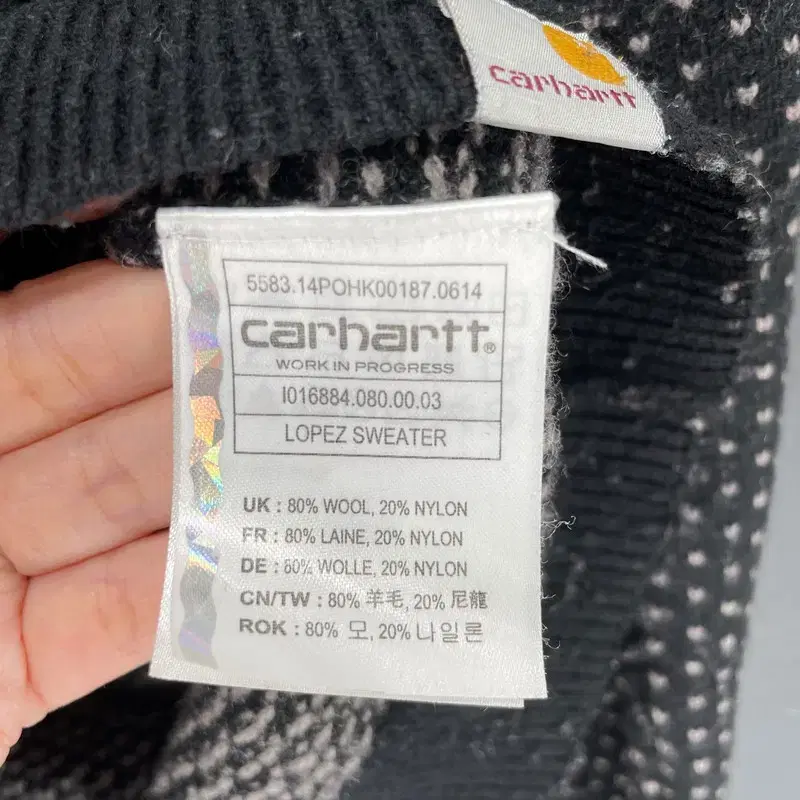 carhartt
5583.14POHK00187.0614
carhartt®
WORK IN PROGRESS
I016884.080.00.03
LOPEZ SWEATER
UK : 80% WOOL, 20% NYLON
FR : 80% LAINE, 20% NYLON
DE : 80% WOLLE, 20% NYLON
CN/TW : 80% 羊毛, 20% 尼龍
ROK : 80% 모, 20% 나일론